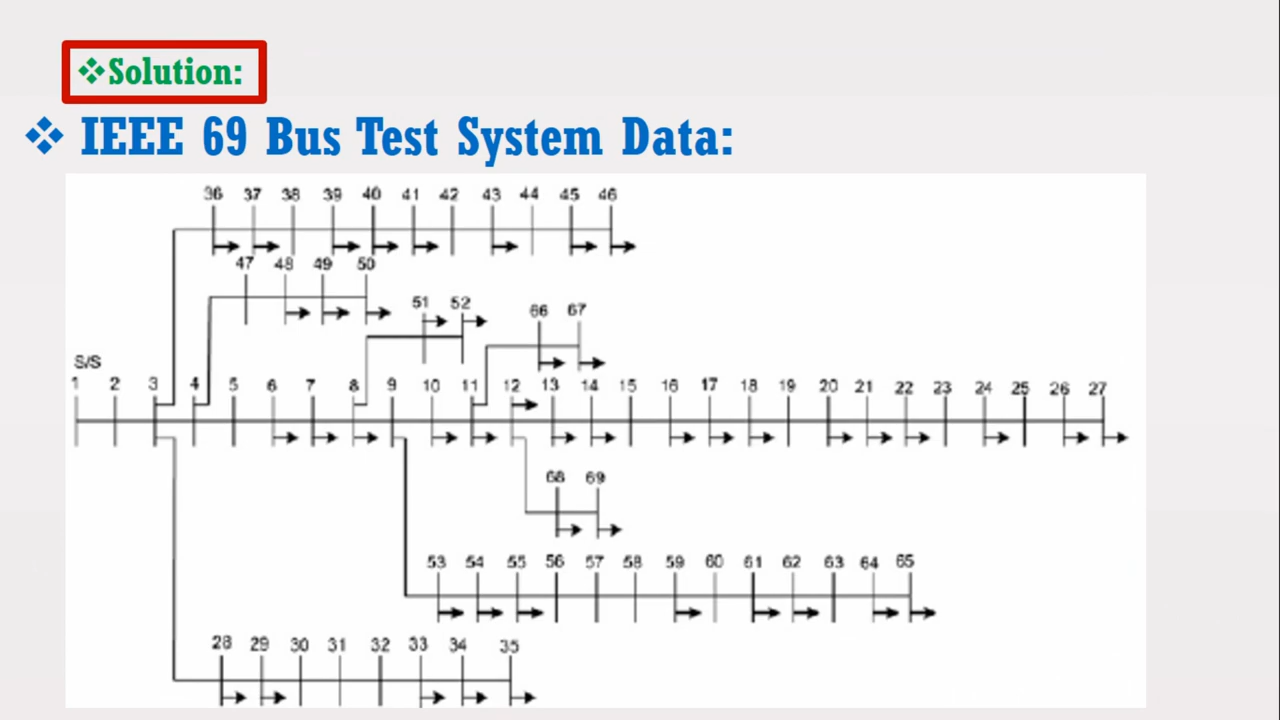 ❖Solution:
❖ IEEE 69 Bus Test System Data:
36 37 38 39 40 41 42 43 44 45 46
47 48 49 50
51 52
66 67
S/S
1 2 3 4 5 6 7 8 9 10 11 12 13 14 15 16 17 18 19 20 21 22 23 24 25 26 27
68 69
53 54 55 56 57 58 59 60 61 62 63 64 65
28 29 30 31 32 33 34 35